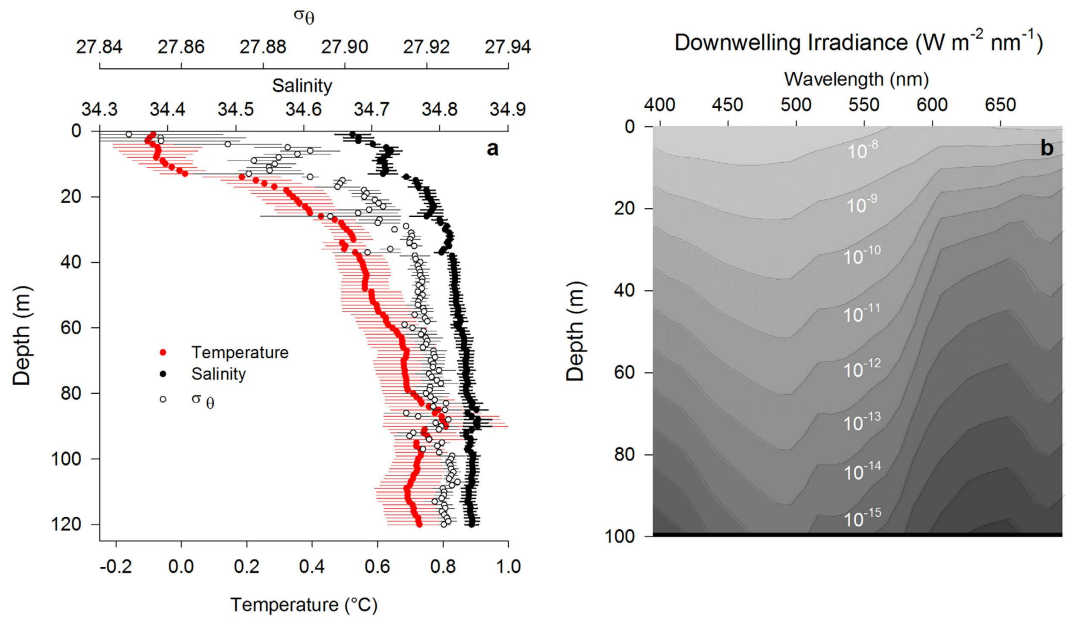 σθ
27.84 27.86 27.88 27.90 27.92 27.94
Salinity
34.3 34.4 34.5 34.6 34.7 34.8 34.9
a
0
20
40
60
80
100
120
Depth (m)
Temperature
Salinity
σ θ
-0.2 0.0 0.2 0.4 0.6 0.8 1.0
Temperature (°C)
Downwelling Irradiance (W m⁻² nm⁻¹)
Wavelength (nm)
400 450 500 550 600 650
b
0
20
40
60
80
100
Depth (m)
10⁻⁸
10⁻⁹
10⁻¹⁰
10⁻¹¹
10⁻¹²
10⁻¹³
10⁻¹⁴
10⁻¹⁵